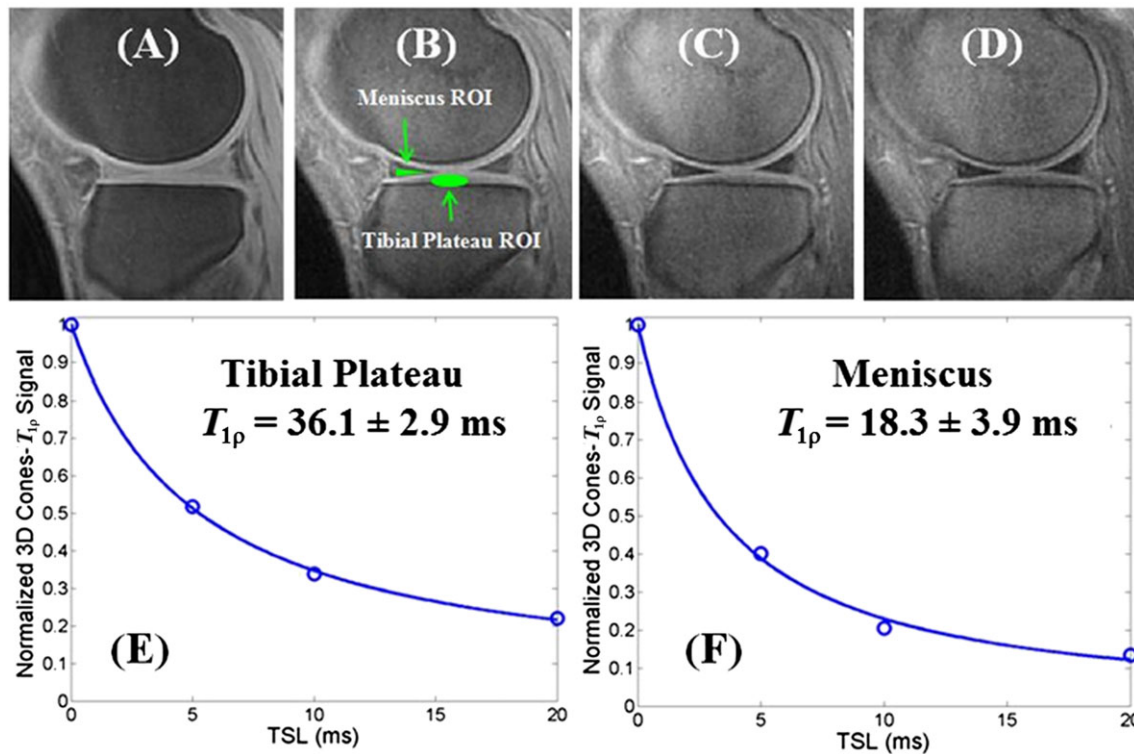 (A)
(B)
(C)
(D)
Meniscus ROI
Tibial Plateau ROI
Normalized 3D Cones- T1ρ Signal
1
0.9
0.8
0.7
0.6
0.5
0.4
0.3
0.2
0.1
0
Tibial Plateau
T1ρ = 36.1 ± 2.9 ms
(E)
0
5
10
15
20
TSL (ms)
Normalized 3D Cones- T1ρ Signal
1
0.9
0.8
0.7
0.6
0.5
0.4
0.3
0.2
0.1
0
Meniscus
T1ρ = 18.3 ± 3.9 ms
(F)
0
5
10
15
20
TSL (ms)